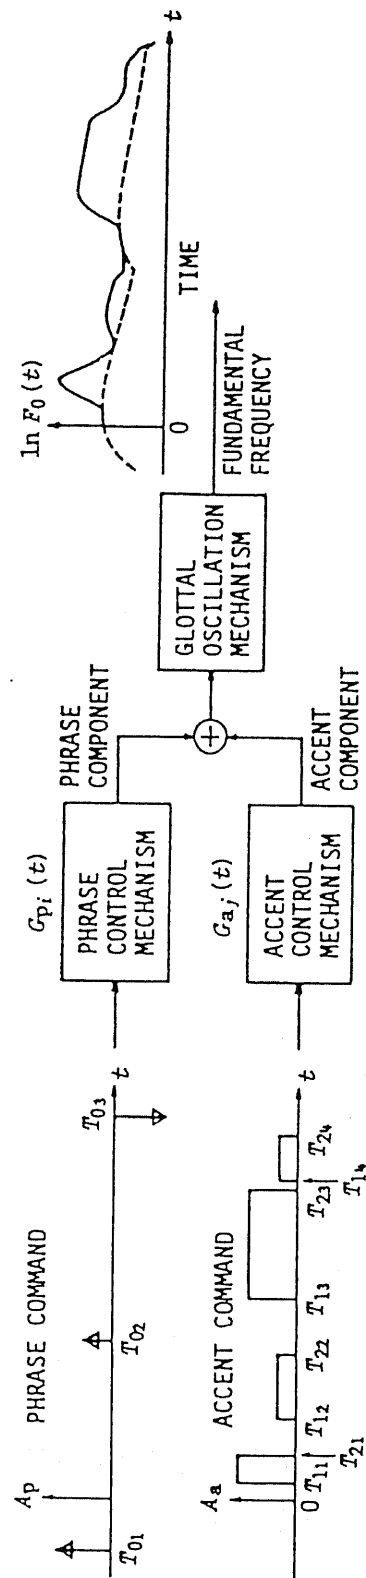 ln F₀(t)
t
0
TIME
Aₚ
PHRASE COMMAND
T₀₁
T₀₂
T₀₃
t
Gₚᵢ(t)
PHRASE
CONTROL
MECHANISM
PHRASE
COMPONENT
+
GLOTTAL
OSCILLATION
MECHANISM
FUNDAMENTAL
FREQUENCY
Aₐ
ACCENT COMMAND
0
T₁₁
T₂₁
T₁₂
T₂₂
T₁₃
T₂₃
T₁₄
T₂₄
t
Gₐⱼ(t)
ACCENT
CONTROL
MECHANISM
ACCENT
COMPONENT